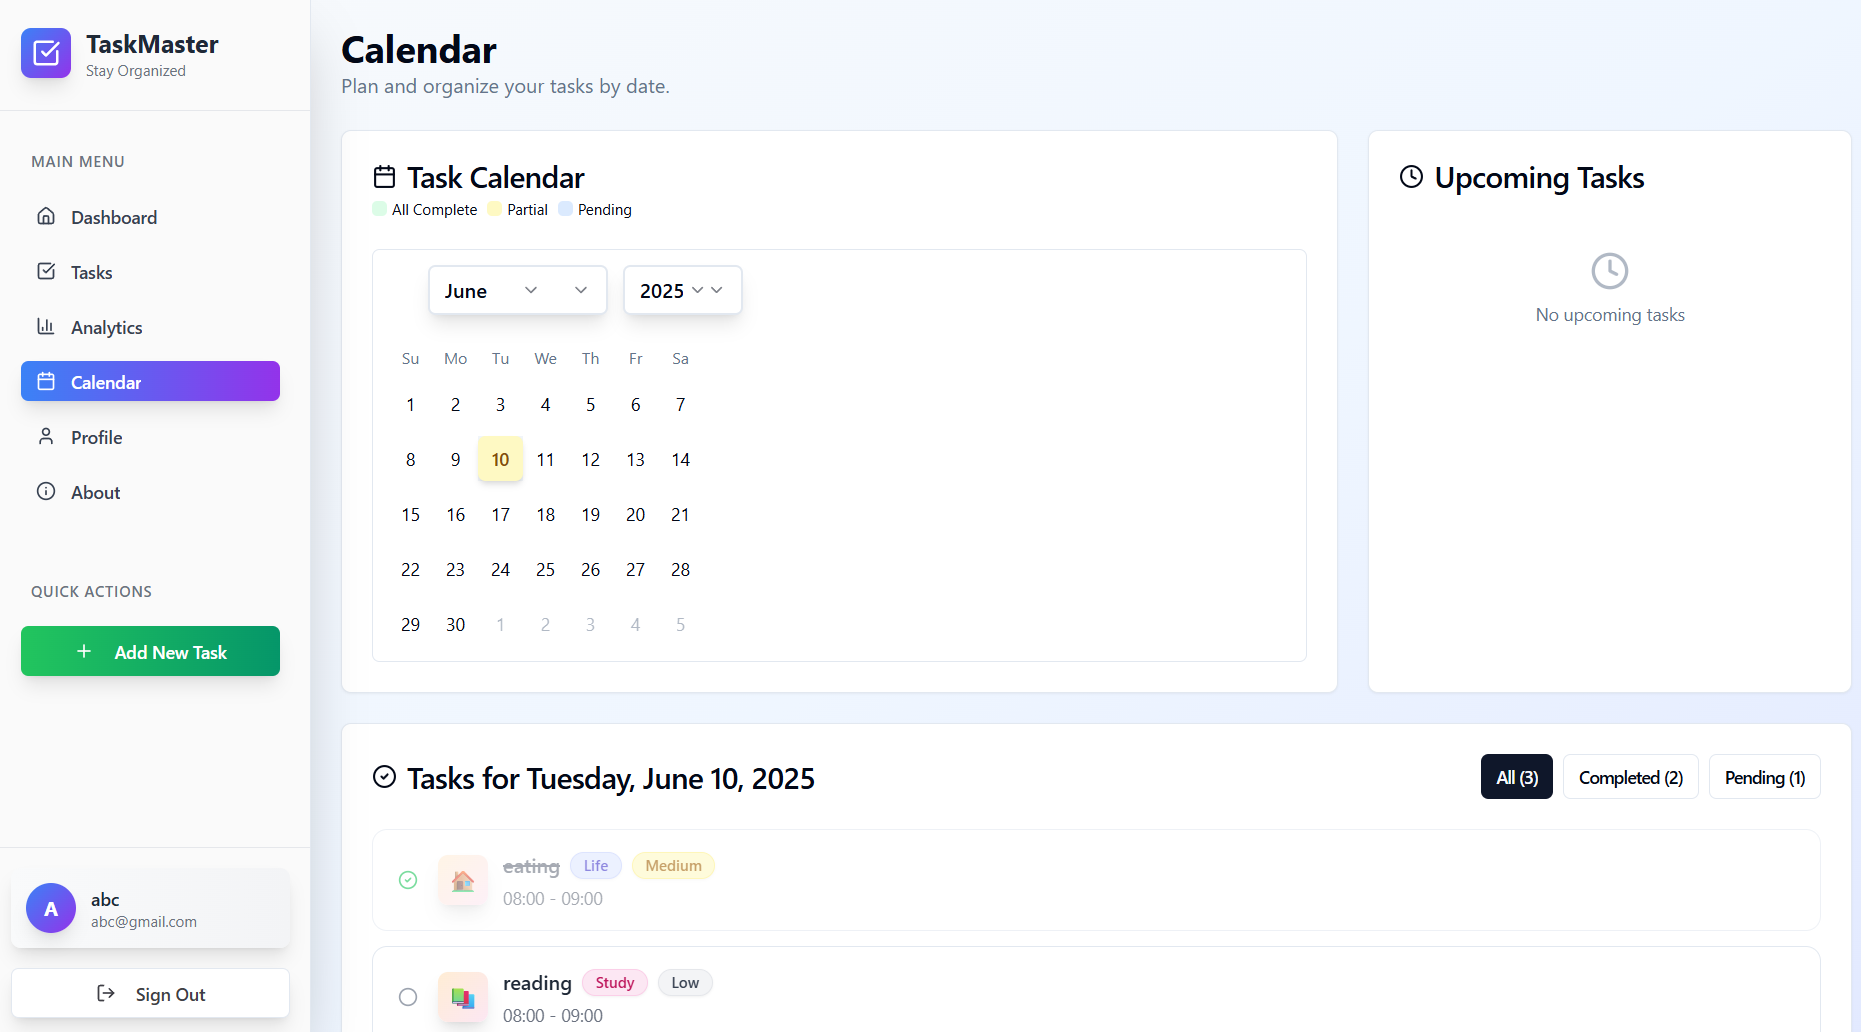 TaskMaster
Stay Organized
MAIN MENU
Dashboard
Tasks
Analytics
Calendar
Profile
About
QUICK ACTIONS
Add New Task
A
abc
abc@gmail.com
Sign Out
Calendar
Plan and organize your tasks by date.
Task Calendar
All Complete Partial Pending
June 2025
Su Mo Tu We Th Fr Sa
1 2 3 4 5 6 7
8 9 10 11 12 13 14
15 16 17 18 19 20 21
22 23 24 25 26 27 28
29 30 1 2 3 4 5
Upcoming Tasks
No upcoming tasks
Tasks for Tuesday, June 10, 2025
All (3) Completed (2) Pending (1)
eating Life Medium
08:00 - 09:00
reading Study Low
08:00 - 09:00